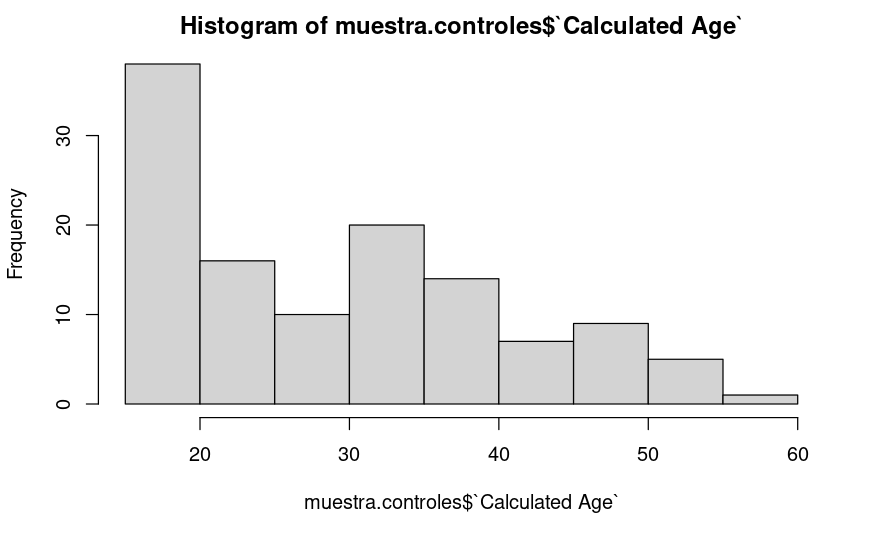 Histogram of muestra.controles$`Calculated Age`
Frequency
30
20
10
0
20 30 40 50 60
muestra.controles$`Calculated Age`